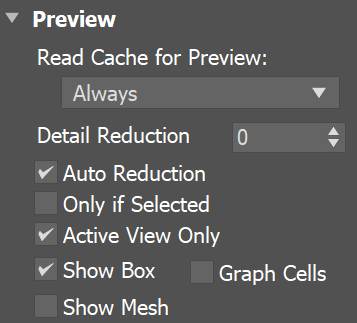 Preview
Read Cache for Preview:
Always
Detail Reduction 0
Auto Reduction
Only if Selected
Active View Only
Show Box Graph Cells
Show Mesh